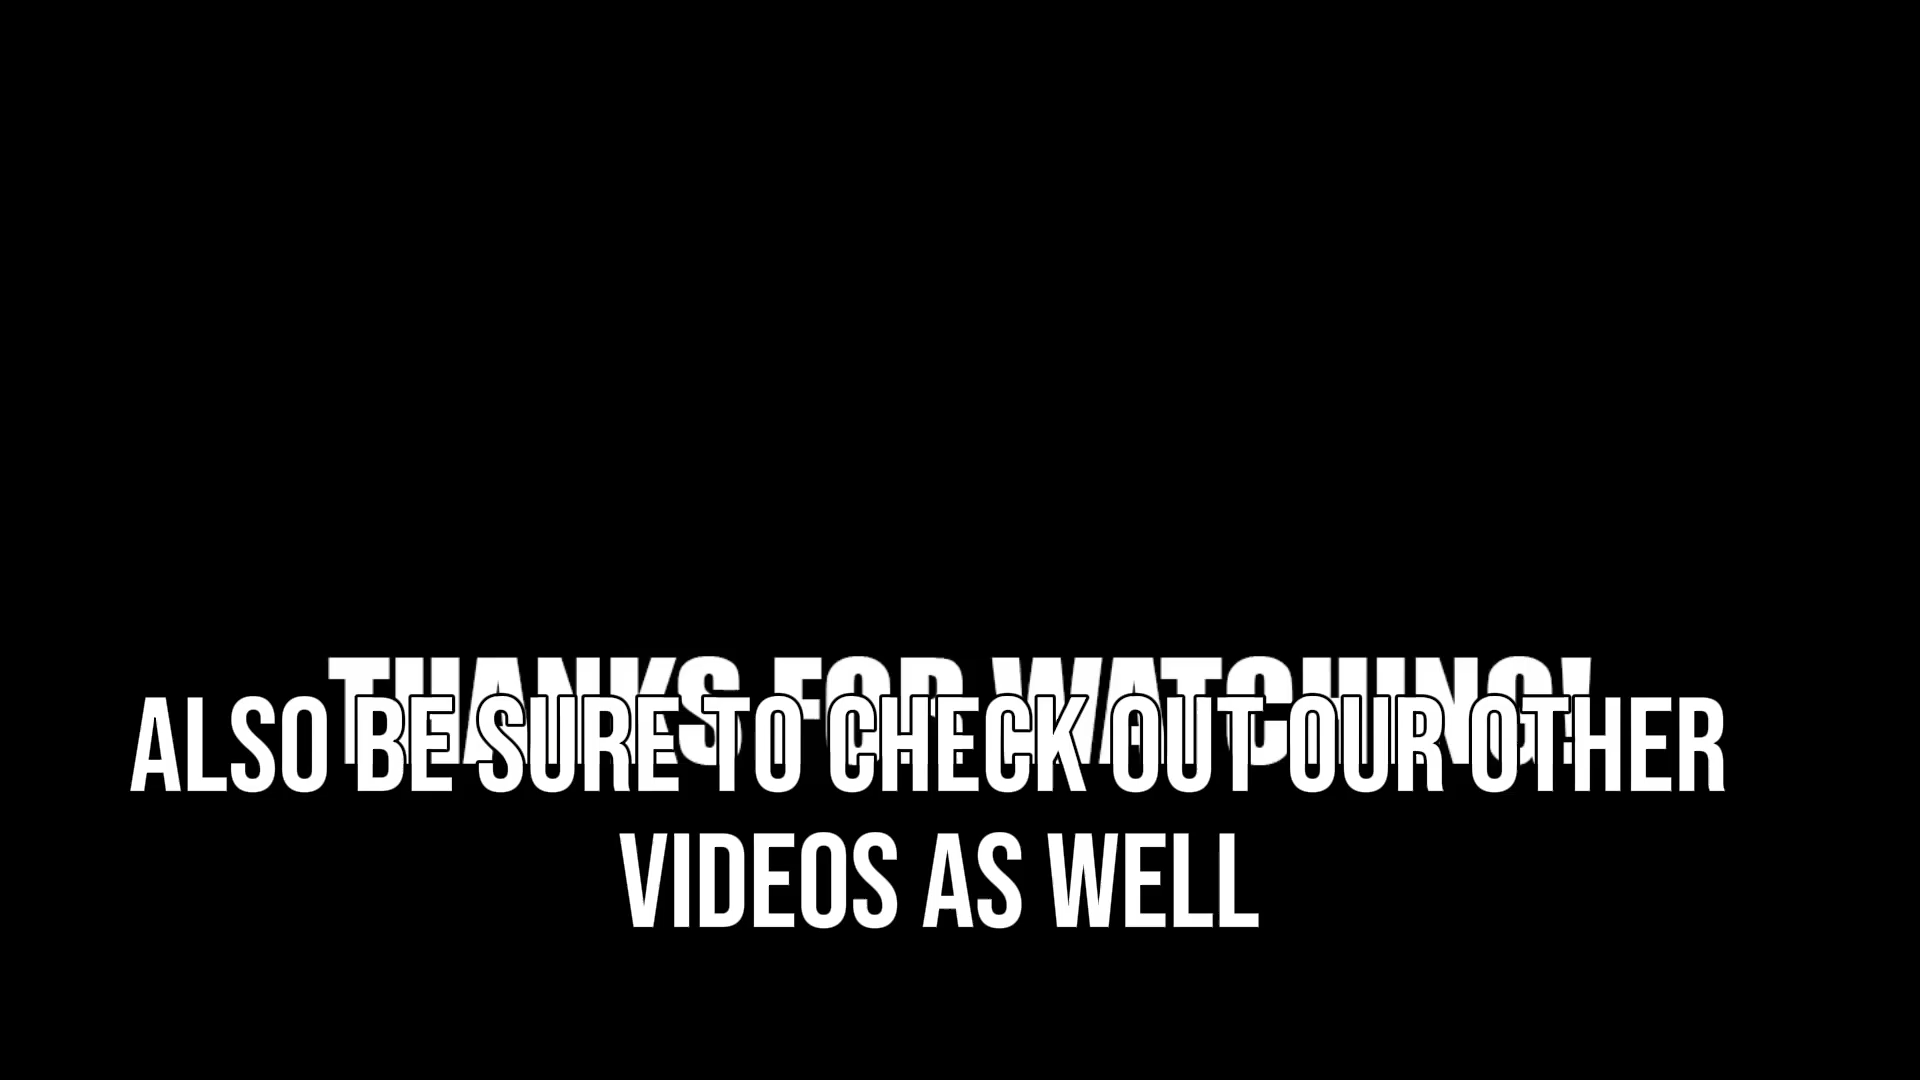 THANKS FOR WATCHING!
ALSO BE SURE TO CHECK OUT OUR OTHER
VIDEOS AS WELL